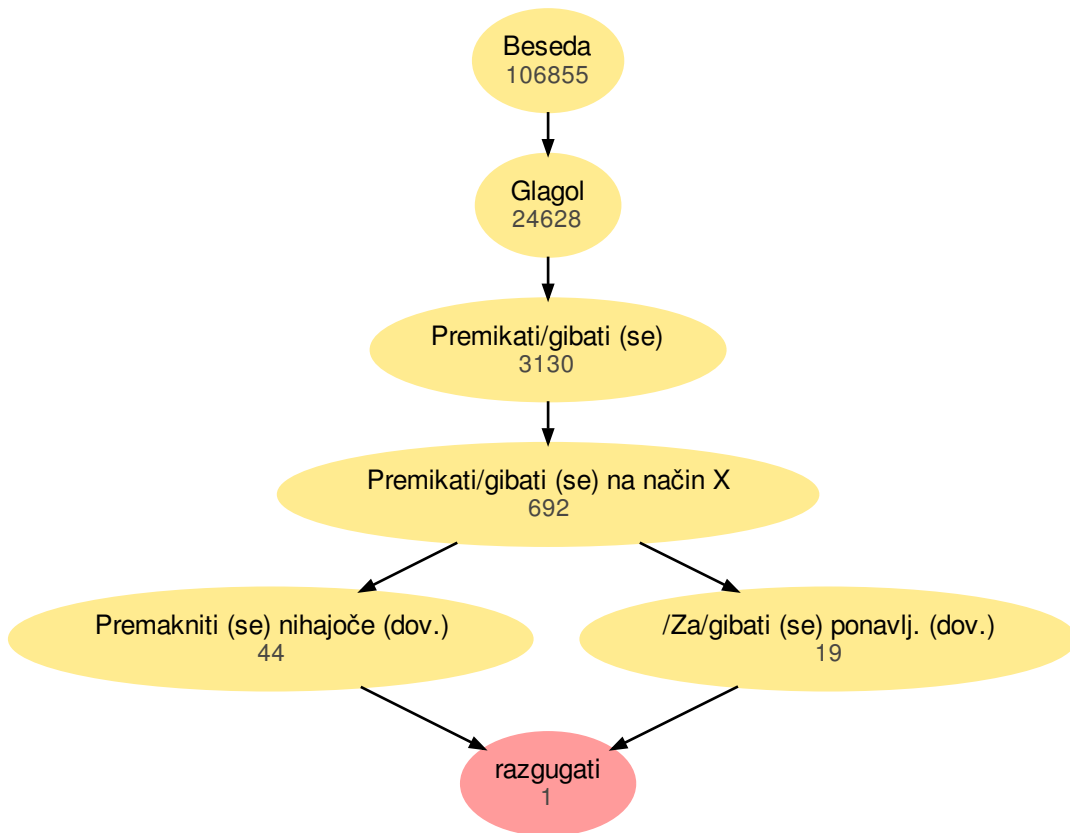 Beseda
106855
Glagol
24628
Premikati/gibati (se)
3130
Premikati/gibati (se) na način X
692
Premakniti (se) nihajoče (dov.)
44
/Za/gibati (se) ponavlj. (dov.)
19
razgugati
1